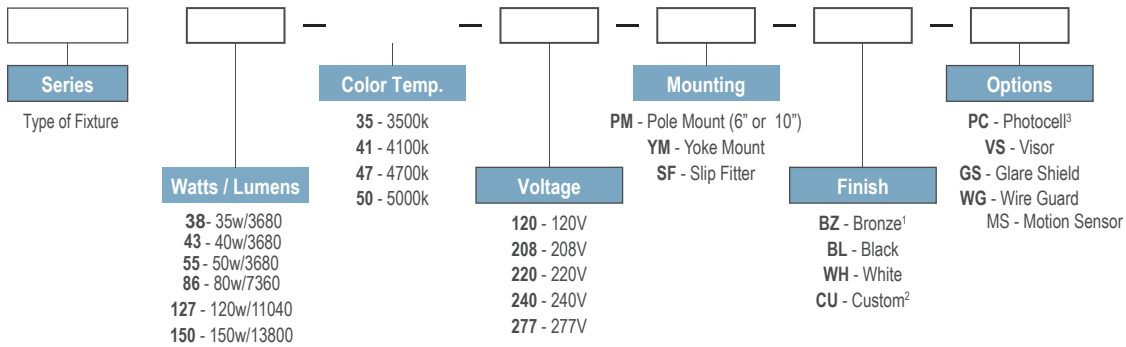 Series
Type of Fixture
Watts / Lumens
38- 35w/3680
43 - 40w/3680
55 - 50w/3680
86 - 80w/7360
127 - 120w/11040
150 - 150w/13800
Color Temp.
35 - 3500k
41 - 4100k
47 - 4700k
50 - 5000k
Voltage
120 - 120V
208 - 208V
220 - 220V
240 - 240V
277 - 277V
Mounting
PM - Pole Mount (6” or 10”)
YM - Yoke Mount
SF - Slip Fitter
Finish
BZ - Bronze¹
BL - Black
WH - White
CU - Custom²
Options
PC - Photocell³
VS - Visor
GS - Glare Shield
WG - Wire Guard
MS - Motion Sensor